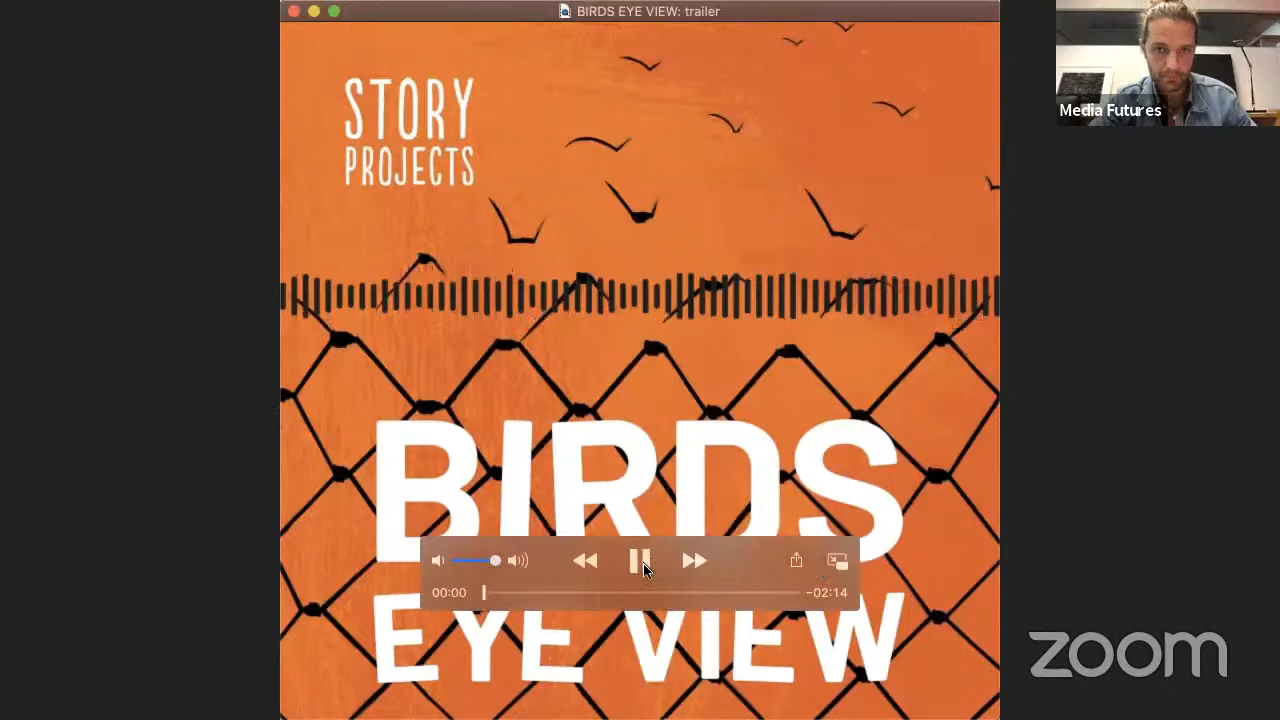 BIRDS EYE VIEW: trailer
STORY
PROJECTS
Media Futures
BIRDS
00:00
-02:14
EYE VIEW
zoom